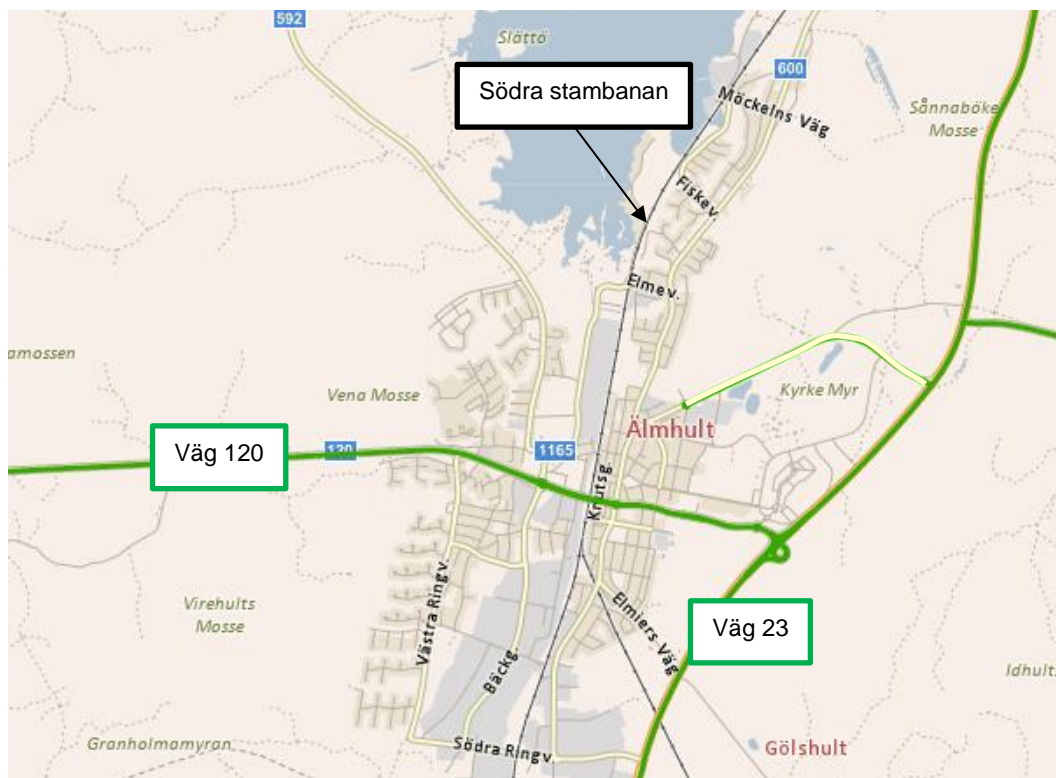 592
Slättö
600
Södra stambanan
Möckelns Väg
Sånnaböke
Mosse
Fiskev.
Elmev.
amossen
Vena Mosse
Kyrke Myr
Älmhult
Väg 120
120
1165
Knutsg
Virehults
Mosse
Västra Ringv.
Bäckg.
Elmiers Väg
Väg 23
Idhult
Granholmamyran
Södra Ringv.
Gölshult